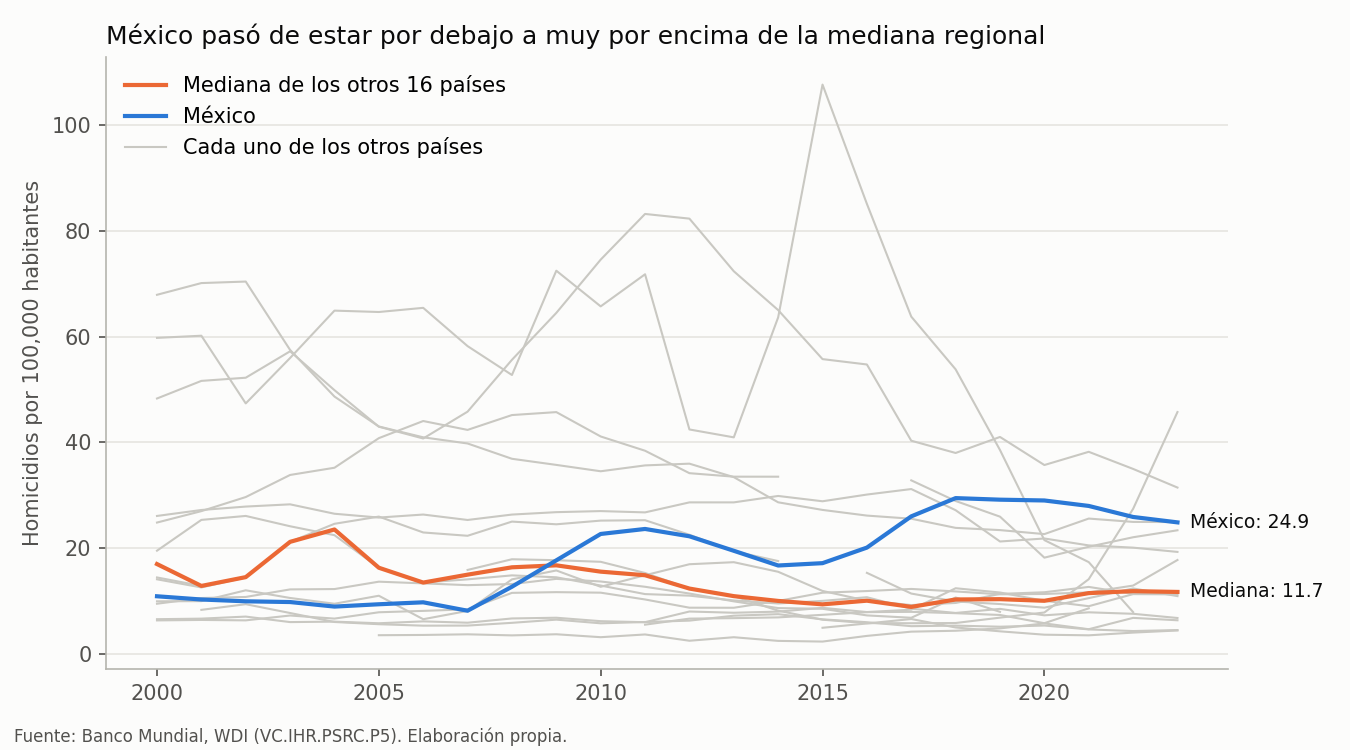 México pasó de estar por debajo a muy por encima de la mediana regional
Mediana de los otros 16 países
México
Cada uno de los otros países
Homicidios por 100,000 habitantes
100
80
60
40
20
0
México: 24.9
Mediana: 11.7
2000
2005
2010
2015
2020
Fuente: Banco Mundial, WDI (VC.IHR.PSRC.P5). Elaboración propia.